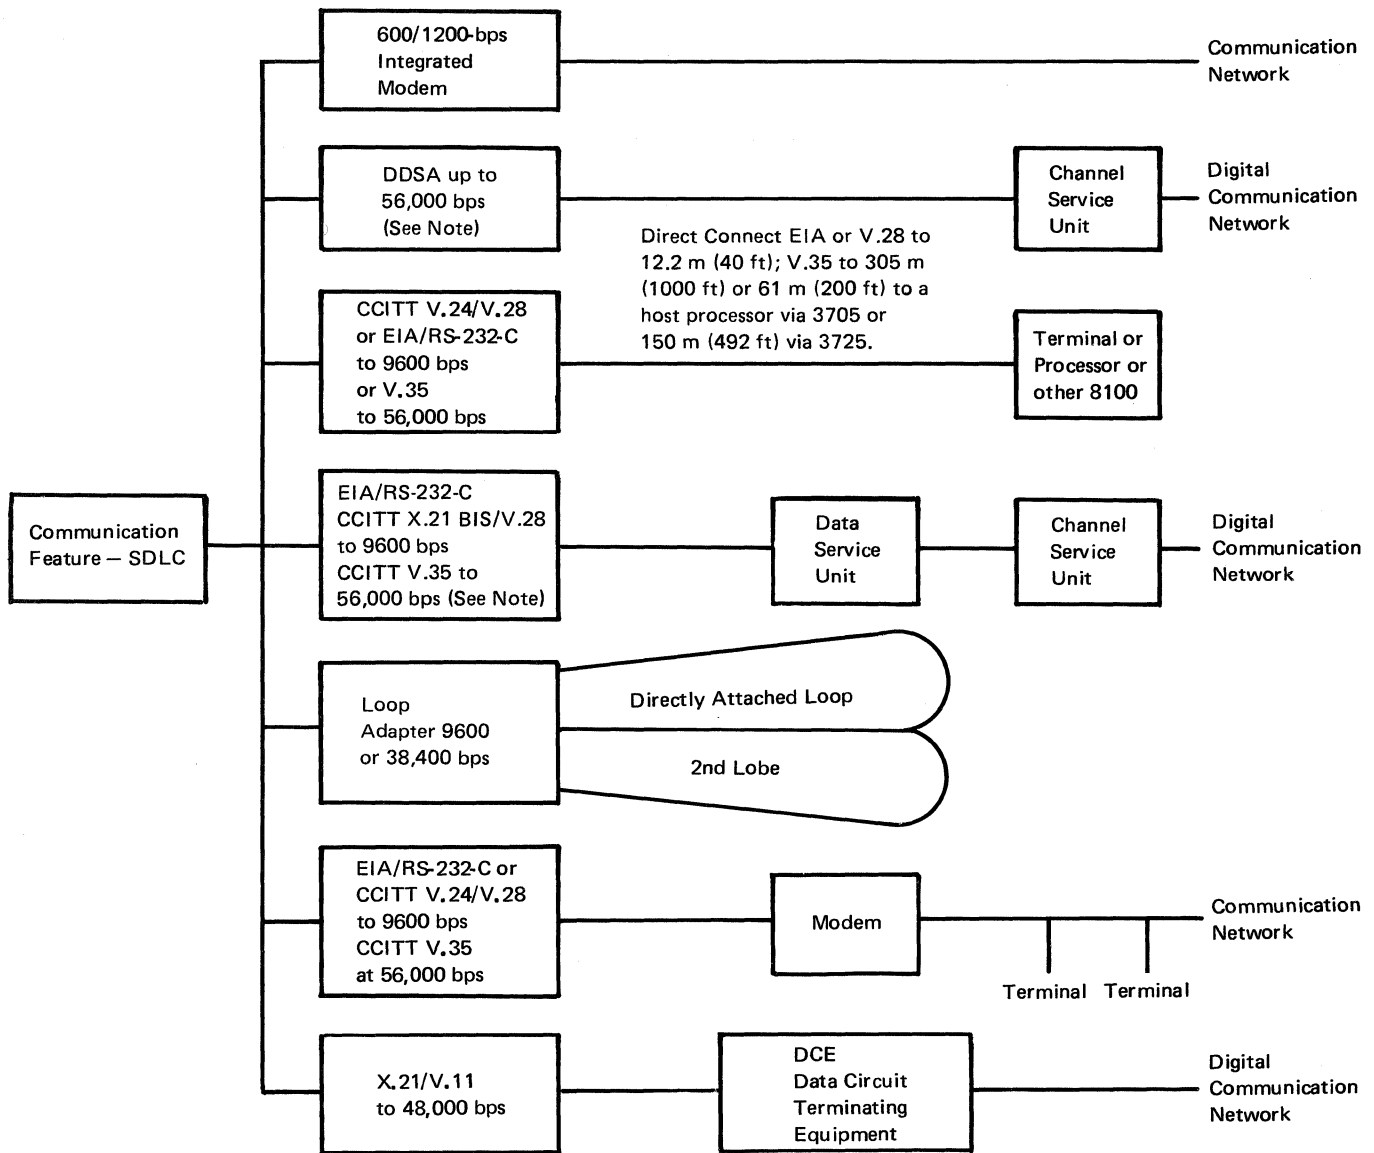 600/1200-bps
Integrated
Modem
Communication
Network
DDSA up to
56,000 bps
(See Note)
Channel
Service
Unit
Digital
Communication
Network
Direct Connect EIA or V.28 to
12.2 m (40 ft); V.35 to 305 m
(1000 ft) or 61 m (200 ft) to a
host processor via 3705 or
150 m (492 ft) via 3725.
CCITT V.24/V.28
or EIA/RS-232-C
to 9600 bps
or V.35
to 56,000 bps
Terminal or
Processor or
other 8100
Communication
Feature — SDLC
EIA/RS-232-C
CCITT X.21 BIS/V.28
to 9600 bps
CCITT V.35 to
56,000 bps (See Note)
Data
Service
Unit
Channel
Service
Unit
Digital
Communication
Network
Loop
Adapter 9600
or 38,400 bps
Directly Attached Loop
2nd Lobe
EIA/RS-232-C or
CCITT V.24/V.28
to 9600 bps
CCITT V.35
at 56,000 bps
Modem
Communication
Network
Terminal Terminal
X.21/V.11
to 48,000 bps
DCE
Data Circuit
Terminating
Equipment
Digital
Communication
Network